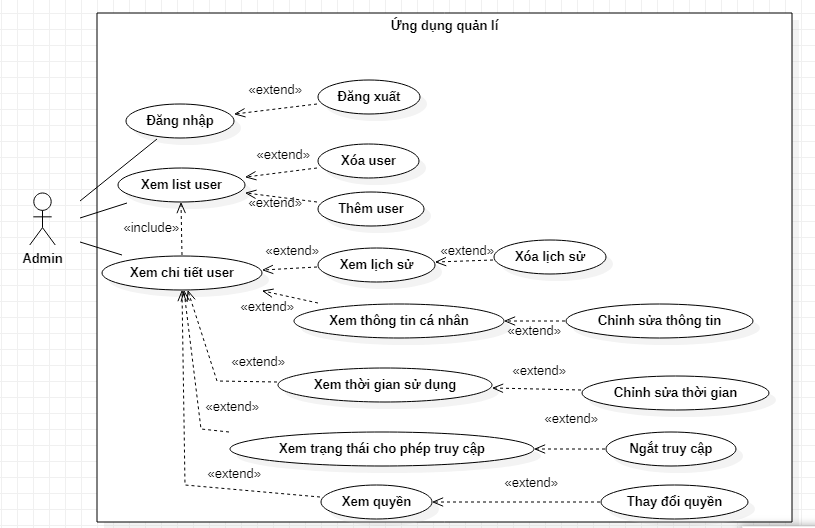 Ứng dụng quản lí
«extend»
Đăng xuất
Đăng nhập
«extend»
Xóa user
Xem list user
«extend»
Thêm user
Admin
«include»
«extend»
Xem lịch sử
«extend»
Xóa lịch sử
Xem chi tiết user
«extend»
Xem thông tin cá nhân
«extend»
Chỉnh sửa thông tin
«extend»
Xem thời gian sử dụng
«extend»
Chỉnh sửa thời gian
«extend»
Xem trạng thái cho phép truy cập
«extend»
Ngắt truy cập
«extend»
Xem quyền
«extend»
Thay đổi quyền